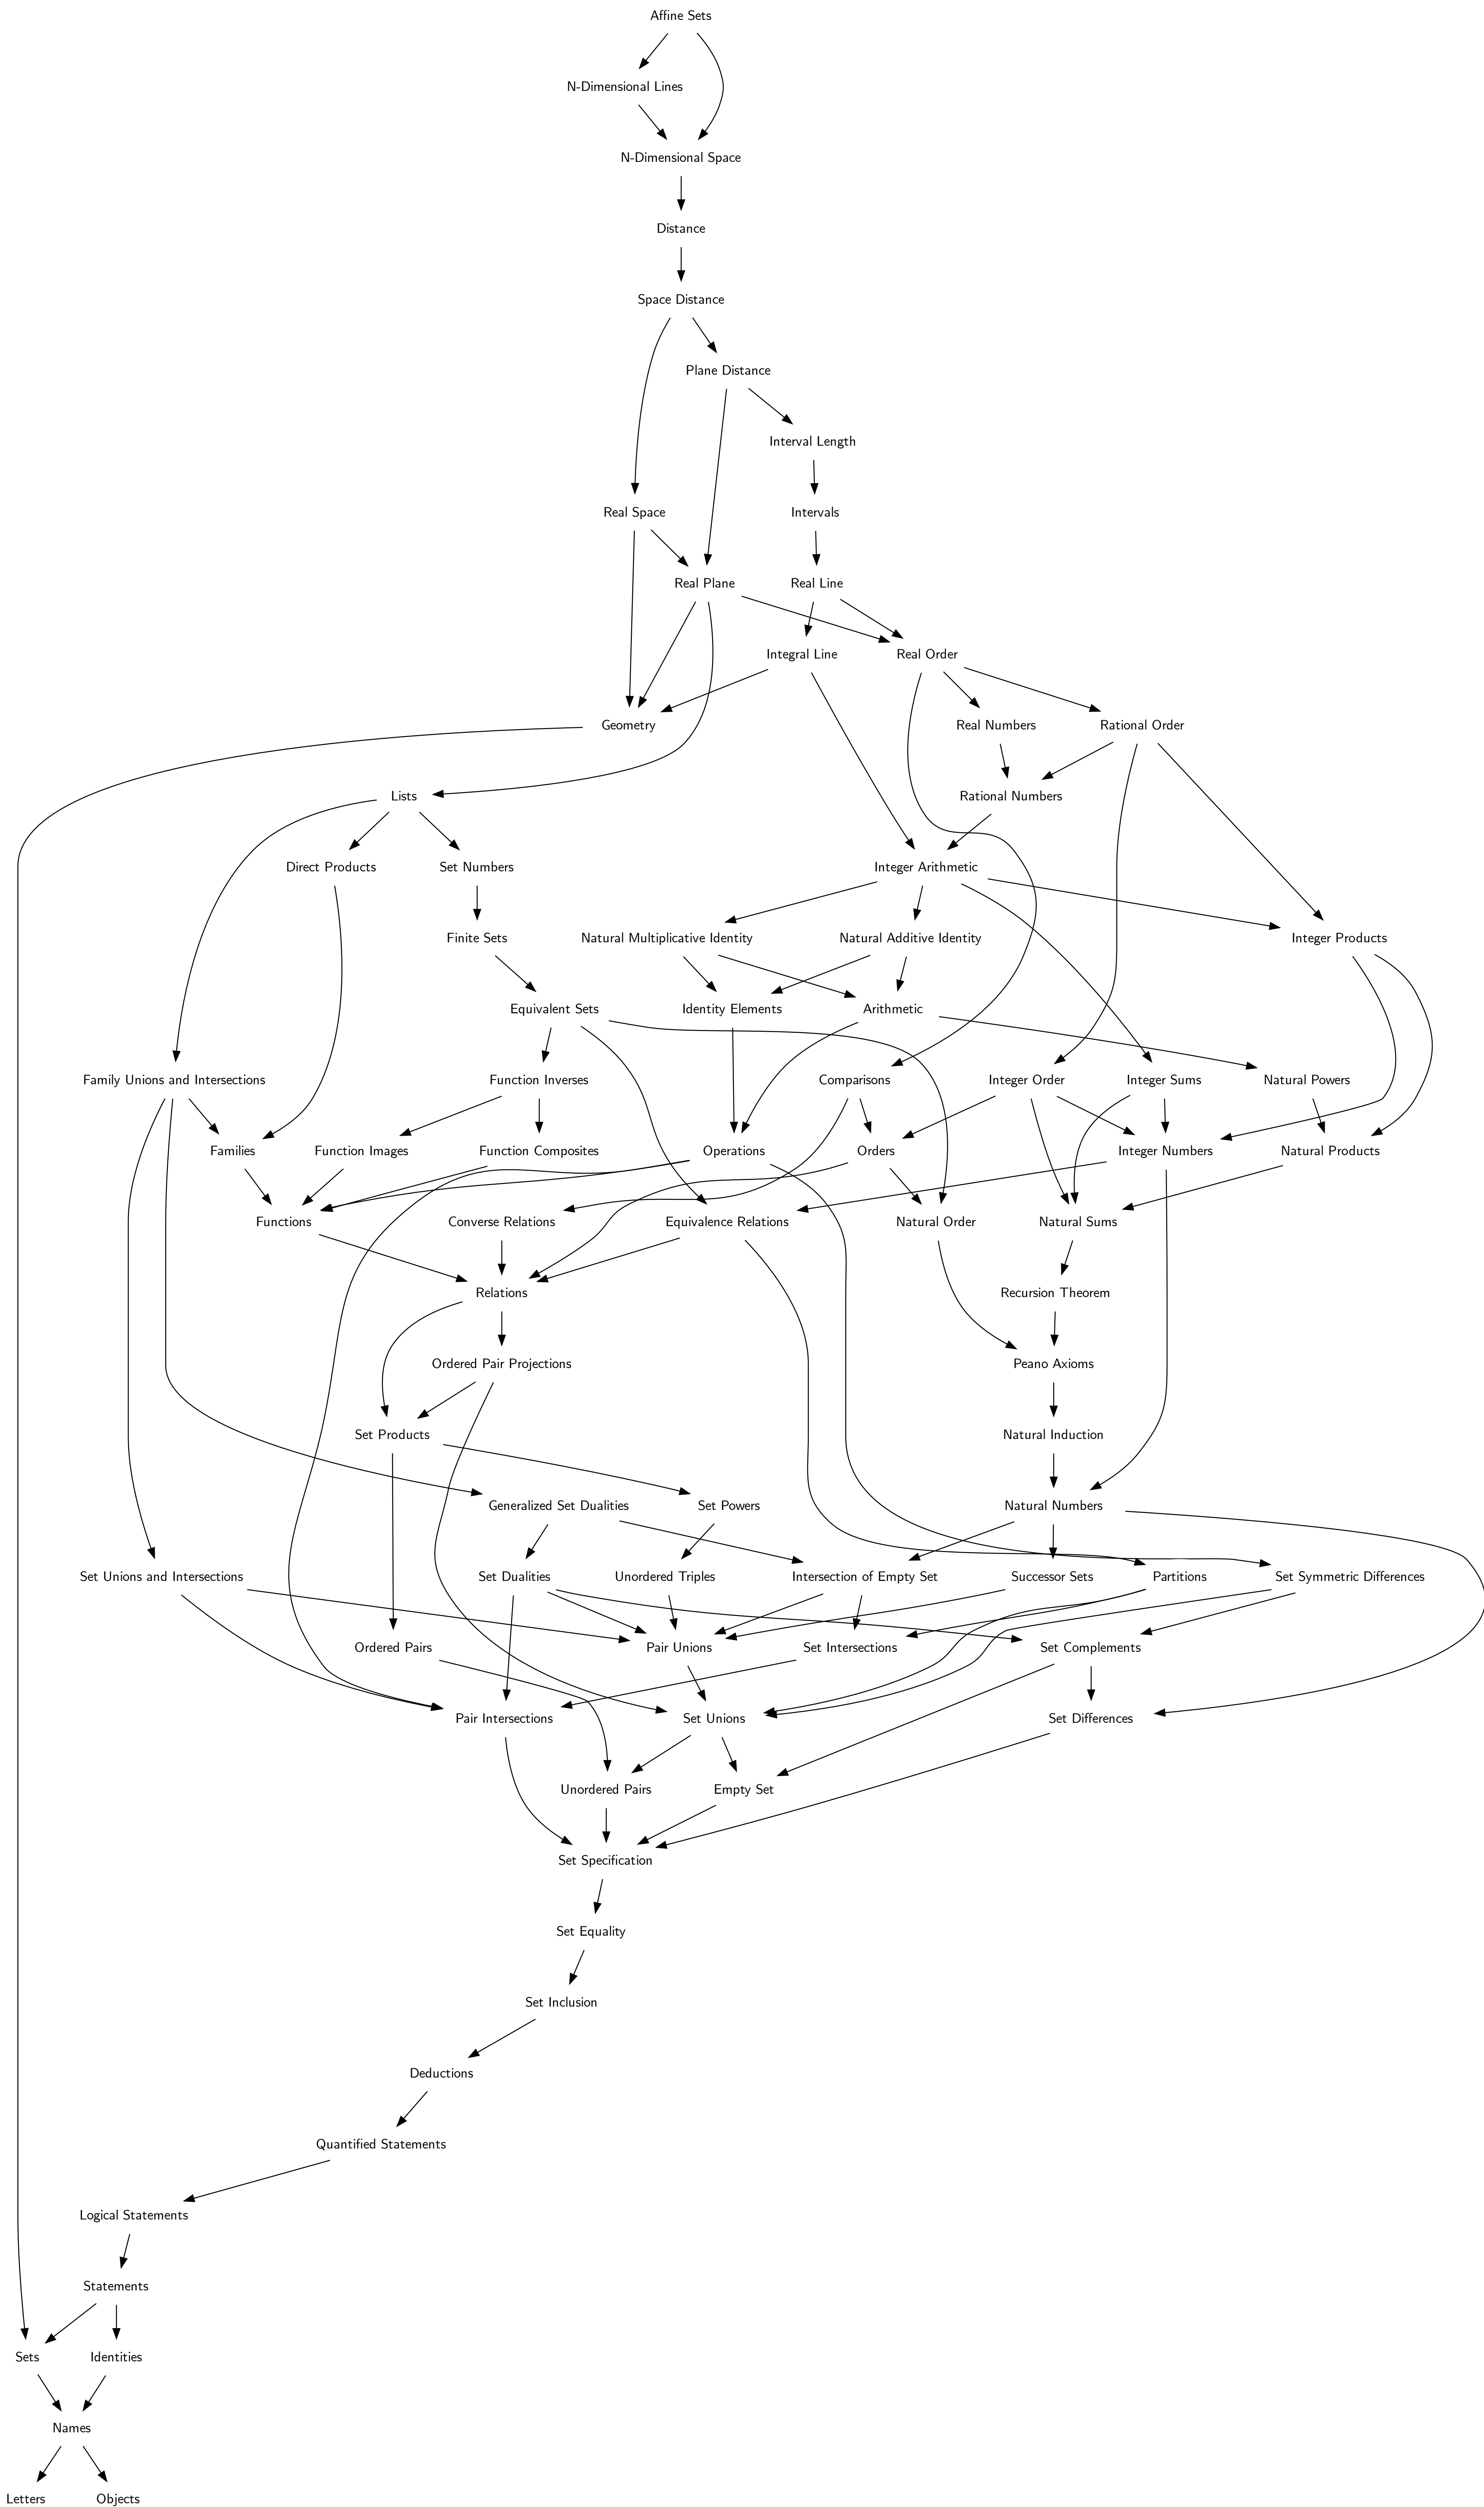 Affine Sets
N-Dimensional Lines
N-Dimensional Space
Distance
Space Distance
Plane Distance
Interval Length
Real Space
Intervals
Real Plane
Real Line
Integral Line
Real Order
Geometry
Real Numbers
Rational Order
Lists
Rational Numbers
Direct Products
Set Numbers
Integer Arithmetic
Finite Sets
Natural Multiplicative Identity
Natural Additive Identity
Integer Products
Equivalent Sets
Identity Elements
Arithmetic
Family Unions and Intersections
Function Inverses
Comparisons
Integer Order
Integer Sums
Natural Powers
Families
Function Images
Function Composites
Operations
Orders
Integer Numbers
Natural Products
Functions
Converse Relations
Equivalence Relations
Natural Order
Natural Sums
Relations
Recursion Theorem
Ordered Pair Projections
Peano Axioms
Set Products
Natural Induction
Generalized Set Dualities
Set Powers
Natural Numbers
Set Unions and Intersections
Set Dualities
Unordered Triples
Intersection of Empty Set
Successor Sets
Partitions
Set Symmetric Differences
Ordered Pairs
Pair Unions
Set Intersections
Set Complements
Pair Intersections
Set Unions
Set Differences
Unordered Pairs
Empty Set
Set Specification
Set Equality
Set Inclusion
Deductions
Quantified Statements
Logical Statements
Statements
Sets
Identities
Names
Letters
Objects